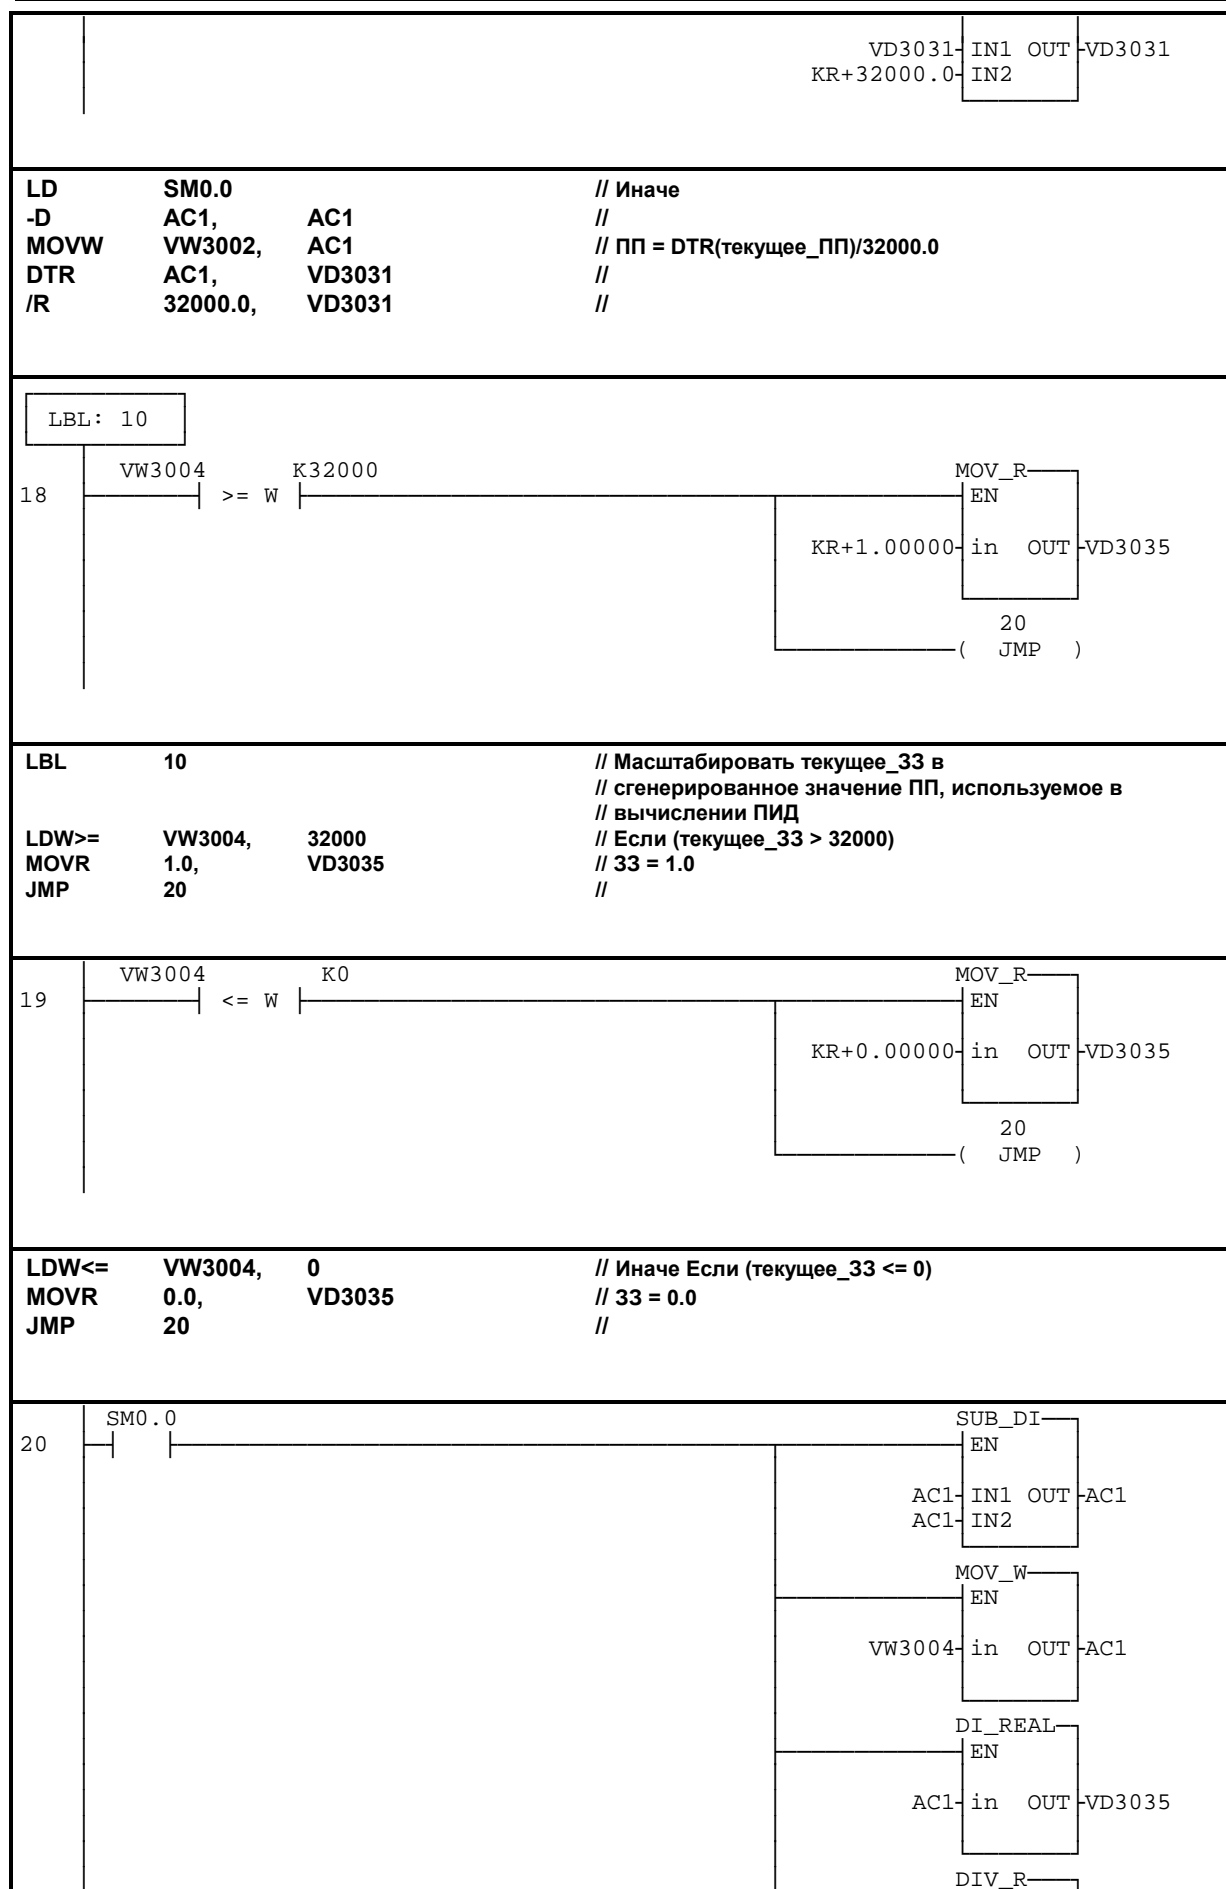 VD3031 IN1 OUT VD3031
KR+32000.0 IN2
LD SM0.0 // Иначе
-D AC1, AC1 //
MOVW VW3002, AC1 // ПП = DTR(текущее_ПП)/32000.0
DTR AC1, VD3031 //
/R 32000.0, VD3031 //
LBL: 10
VW3004 K32000 MOV_R
18 >= W EN
KR+1.00000 in OUT VD3035
20
( JMP )
LBL 10 // Масштабировать текущее_ЗЗ в
// сгенерированное значение ПП, используемое в
// вычислении ПИД
LDW>= VW3004, 32000 // Если (текущее_ЗЗ > 32000)
MOVR 1.0, VD3035 // ЗЗ = 1.0
JMP 20 //
VW3004 K0 MOV_R
19 <= W EN
KR+0.00000 in OUT VD3035
20
( JMP )
LDW<= VW3004, 0 // Иначе Если (текущее_ЗЗ <= 0)
MOVR 0.0, VD3035 // ЗЗ = 0.0
JMP 20 //
SM0.0 SUB_DI
20 EN
AC1 IN1 OUT AC1
AC1 IN2
MOV_W
EN
VW3004 in OUT AC1
DI_REAL
EN
AC1 in OUT VD3035
DIV_R